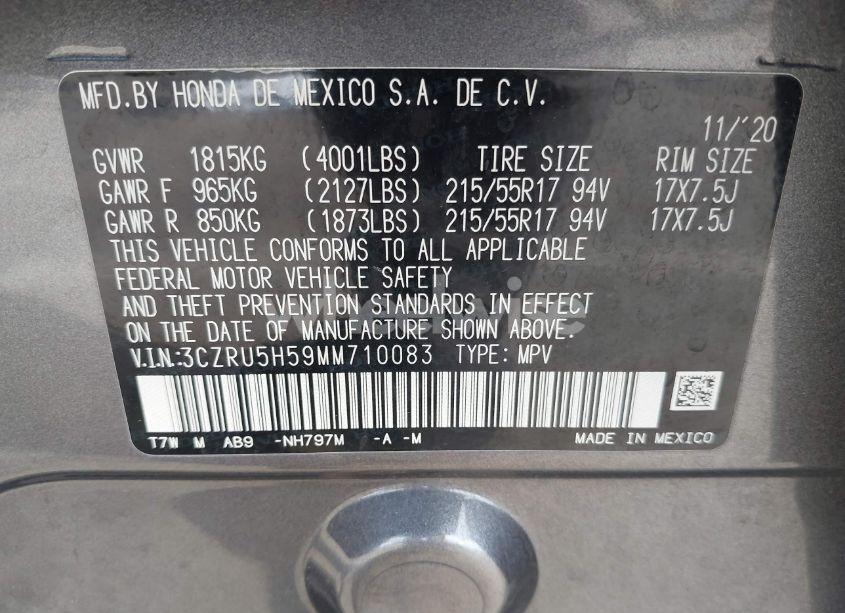 MFD.BY HONDA DE MEXICO S.A. DE C.V.
11/'20
GVWR 1815KG (4001LBS) TIRE SIZE RIM SIZE
GAWR F 965KG (2127LBS) 215/55R17 94V 17X7.5J
GAWR R 850KG (1873LBS) 215/55R17 94V 17X7.5J
THIS VEHICLE CONFORMS TO ALL APPLICABLE
FEDERAL MOTOR VEHICLE SAFETY
AND THEFT PREVENTION STANDARDS IN EFFECT
ON THE DATE OF MANUFACTURE SHOWN ABOVE.
V.I.N:3CZRU5H59MM710083 TYPE:MPV
T7W M AB9 -NH797M -A -M
MADE IN MEXICO